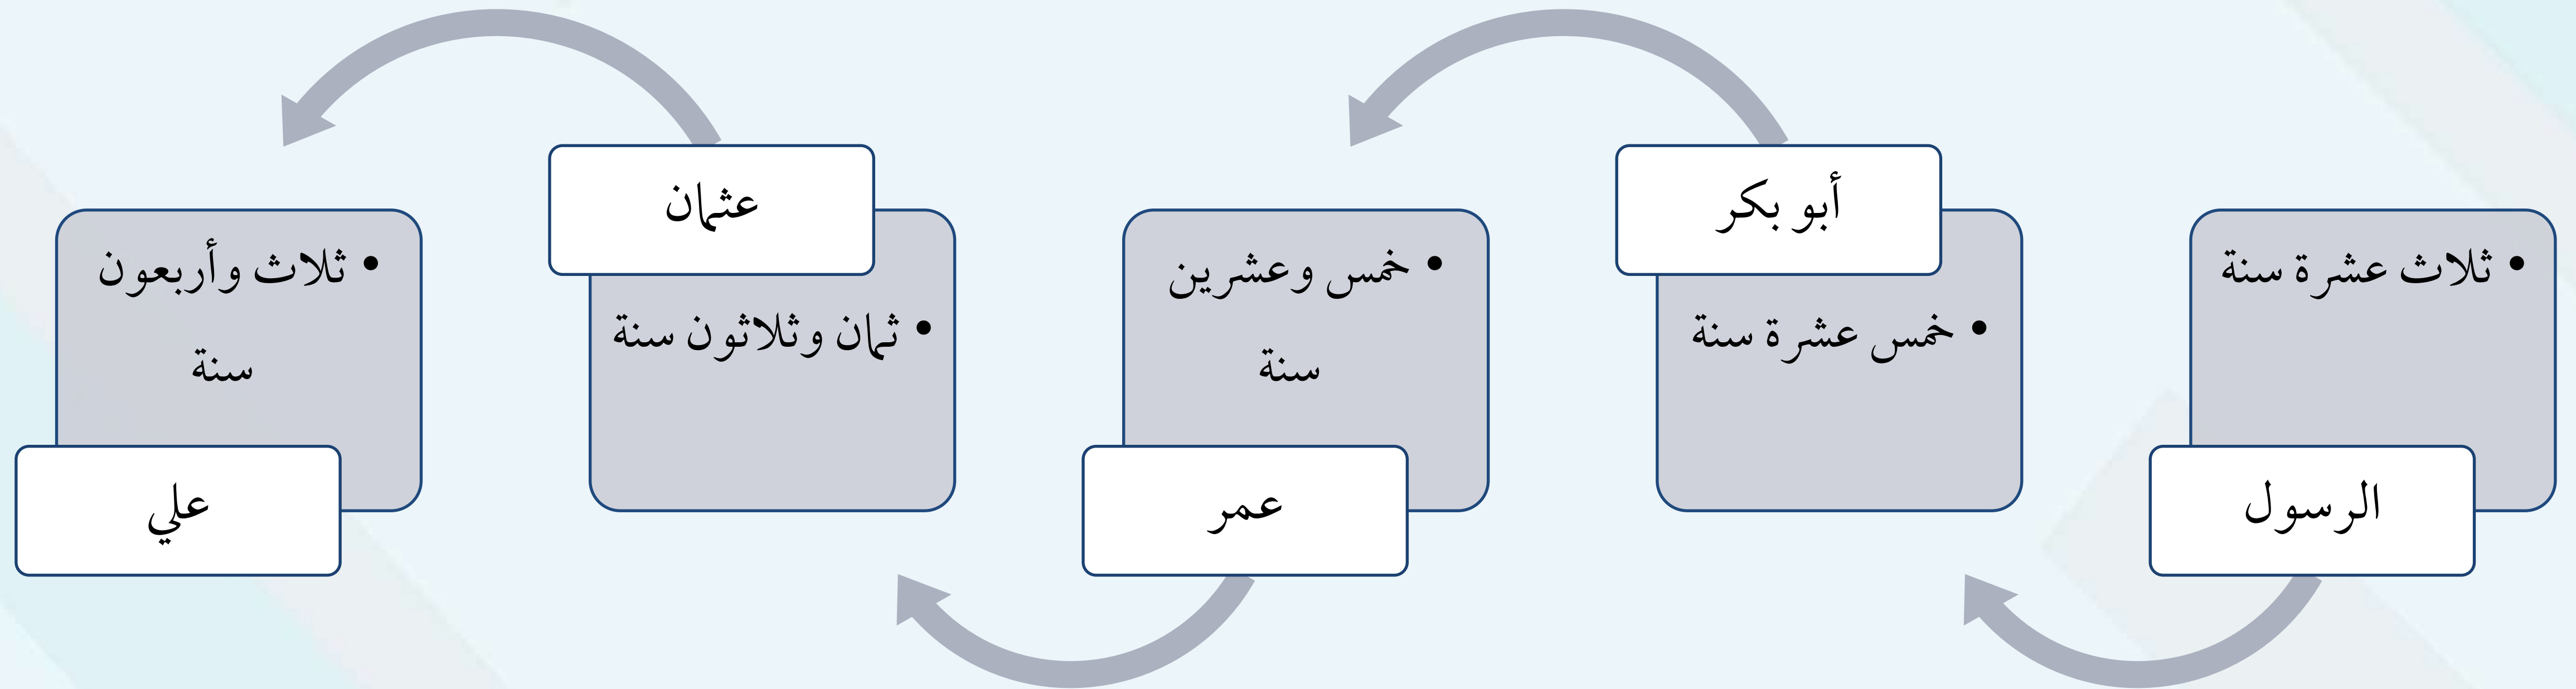 • ثلاث عشرة سنة
الرسول
أبو بكر
• خمس عشرة سنة
• خمس وعشرين
سنة
عمر
عثمان
• ثمان وثلاثون سنة
• ثلاث وأربعون
سنة
علي